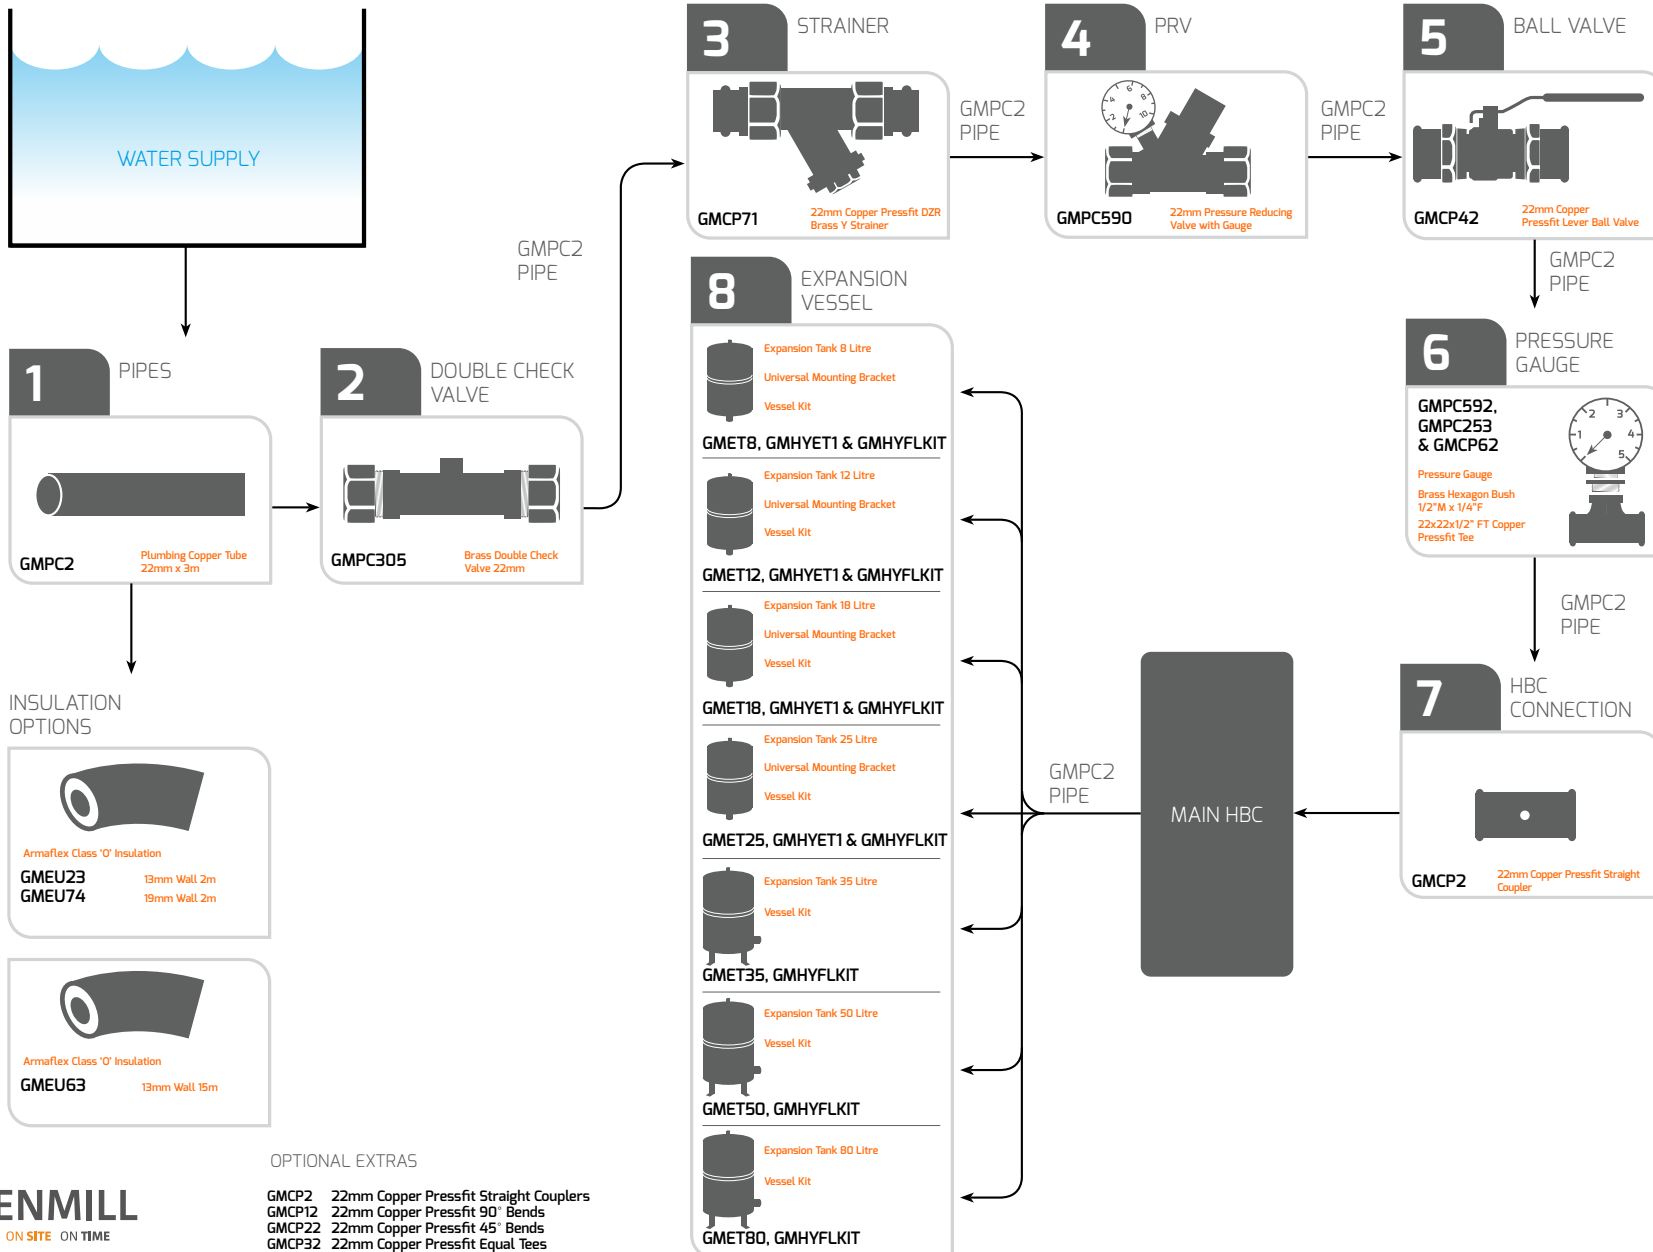 WATER SUPPLY
1
PIPES
GMPC2
Plumbing Copper Tube
22mm x 3m
2
DOUBLE CHECK
VALVE
GMPC305
Brass Double Check
Valve 22mm
GMPC2
PIPE
3
STRAINER
GMCP71
22mm Copper Pressfit DZR
Brass Y Strainer
GMPC2
PIPE
4
PRV
2
4
6
8
10
GMPC590
22mm Pressure Reducing
Valve with Gauge
GMPC2
PIPE
5
BALL VALVE
GMCP42
22mm Copper
Pressfit Lever Ball Valve
GMPC2
PIPE
6
PRESSURE
GAUGE
GMPC592,
GMPC253
& GMCP62
Pressure Gauge
Brass Hexagon Bush
1/2"M x 1/4"F
22x22x1/2" FT Copper
Pressfit Tee
1
2
3
4
5
GMPC2
PIPE
7
HBC
CONNECTION
GMCP2
22mm Copper Pressfit Straight
Coupler
MAIN HBC
GMPC2
PIPE
8
EXPANSION
VESSEL
Expansion Tank 8 Litre
Universal Mounting Bracket
Vessel Kit
GMET8, GMHYET1 & GMHYFLKIT
Expansion Tank 12 Litre
Universal Mounting Bracket
Vessel Kit
GMET12, GMHYET1 & GMHYFLKIT
Expansion Tank 18 Litre
Universal Mounting Bracket
Vessel Kit
GMET18, GMHYET1 & GMHYFLKIT
Expansion Tank 25 Litre
Universal Mounting Bracket
Vessel Kit
GMET25, GMHYET1 & GMHYFLKIT
Expansion Tank 35 Litre
Vessel Kit
GMET35, GMHYFLKIT
Expansion Tank 50 Litre
Vessel Kit
GMET50, GMHYFLKIT
Expansion Tank 80 Litre
Vessel Kit
GMET80, GMHYFLKIT
INSULATION
OPTIONS
Armaflex Class 'O' Insulation
GMEU23 13mm Wall 2m
GMEU74 19mm Wall 2m
Armaflex Class 'O' Insulation
GMEU63 13mm Wall 15m
OPTIONAL EXTRAS
GMCP2 22mm Copper Pressfit Straight Couplers
GMCP12 22mm Copper Pressfit 90° Bends
GMCP22 22mm Copper Pressfit 45° Bends
GMCP32 22mm Copper Pressfit Equal Tees
ENMILL
ON SITE ON TIME